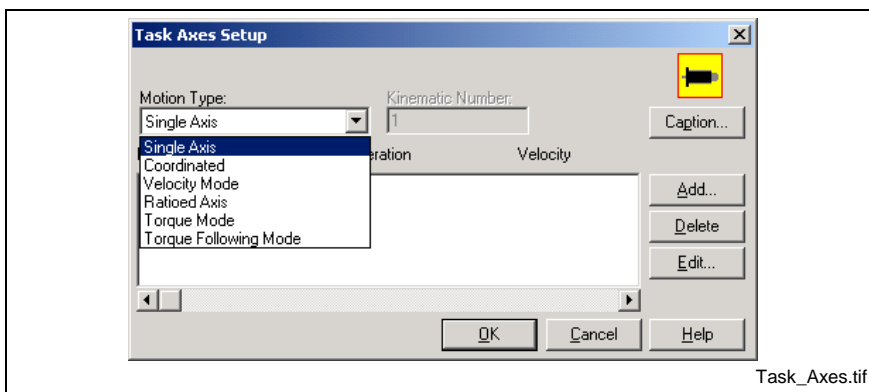 Task Axes Setup
Motion Type:
Kinematic Number:
Single Axis
1
Caption...
Single Axis
Coordinated
Velocity Mode
Ratioed Axis
Torque Mode
Torque Following Mode
Velocity
Add...
Delete
Edit...
OK
Cancel
Help
Task_Axes.tif